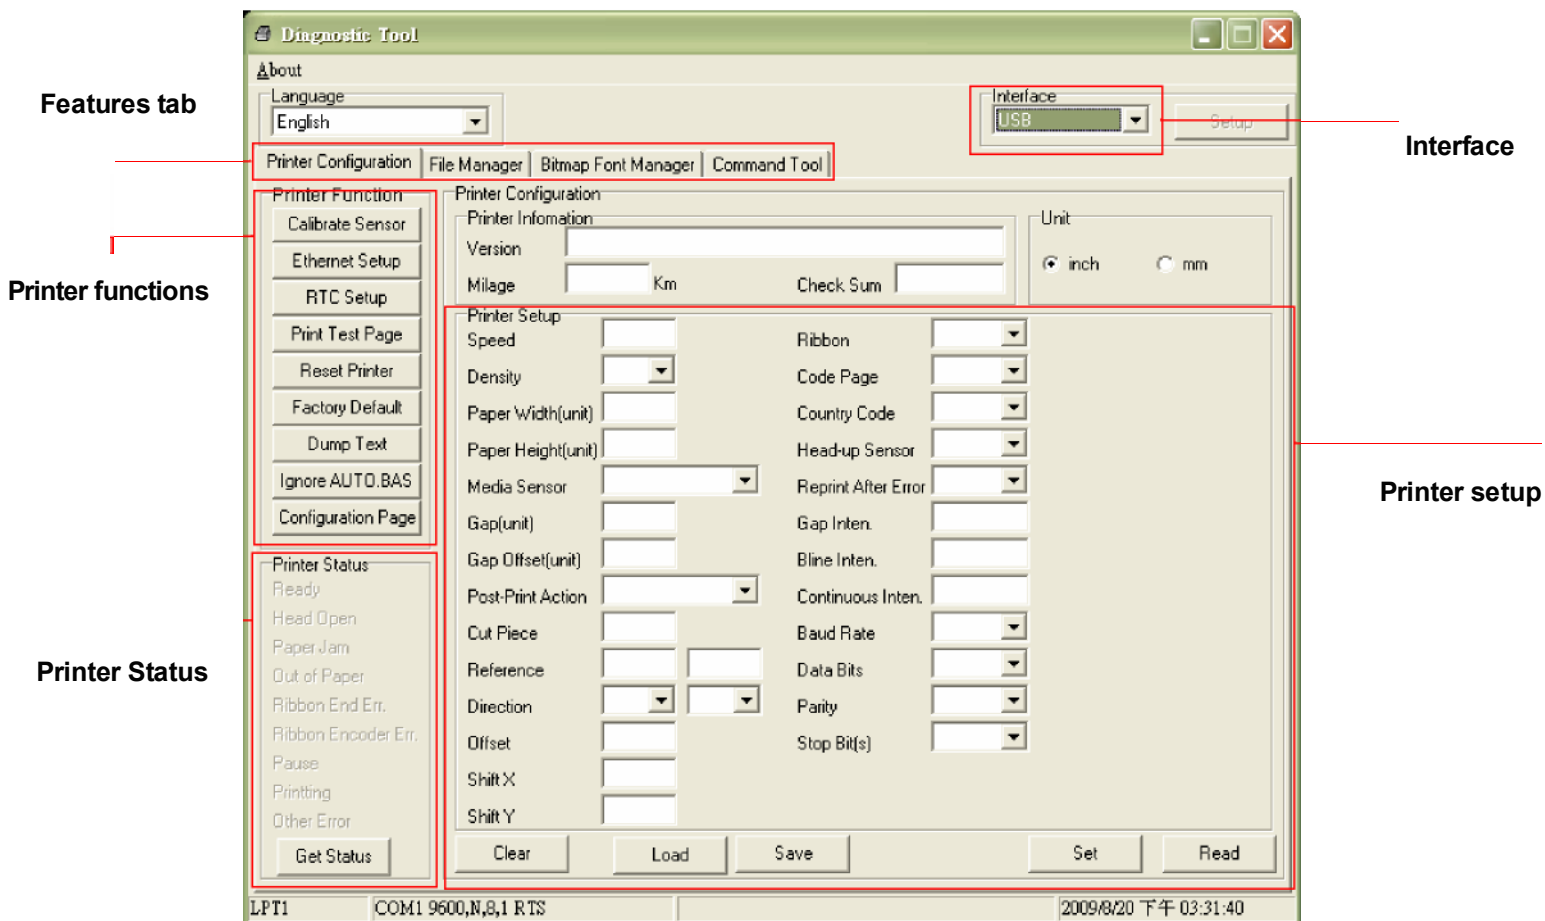 Diagnostic Tool
About
Features tab
Language
English
Interface
USB
Setup
Interface
Printer Configuration
File Manager
Bitmap Font Manager
Command Tool
Printer Function
Calibrate Sensor
Ethernet Setup
RTC Setup
Print Test Page
Reset Printer
Factory Default
Dump Text
Ignore AUTO.BAS
Configuration Page
Printer functions
Printer Configuration
Printer Infomation
Version
Milage
Km
Check Sum
Unit
inch
mm
Printer Setup
Speed
Density
Paper Width(unit)
Paper Height(unit)
Media Sensor
Gap(unit)
Gap Offset(unit)
Post-Print Action
Cut Piece
Reference
Direction
Offset
Shift X
Shift Y
Ribbon
Code Page
Country Code
Head-up Sensor
Reprint After Error
Gap Inten.
Bline Inten.
Continuous Inten.
Baud Rate
Data Bits
Parity
Stop Bit(s)
Printer setup
Printer Status
Ready
Head Open
Paper Jam
Out of Paper
Ribbon End Err.
Ribbon Encoder Err.
Pause
Printting
Other Error
Get Status
Printer Status
Clear
Load
Save
Set
Read
LPT1
COM1 9600,N,8,1 RTS
2009/8/20 下午 03:31:40